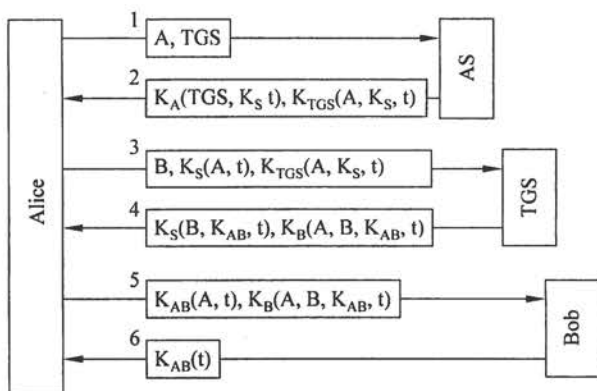 1
A, TGS
AS
2
K_A(TGS, K_S t), K_TGS(A, K_S, t)
3
B, K_S(A, t), K_TGS(A, K_S, t)
TGS
Alice
4
K_S(B, K_AB, t), K_B(A, B, K_AB, t)
5
K_AB(A, t), K_B(A, B, K_AB, t)
Bob
6
K_AB(t)